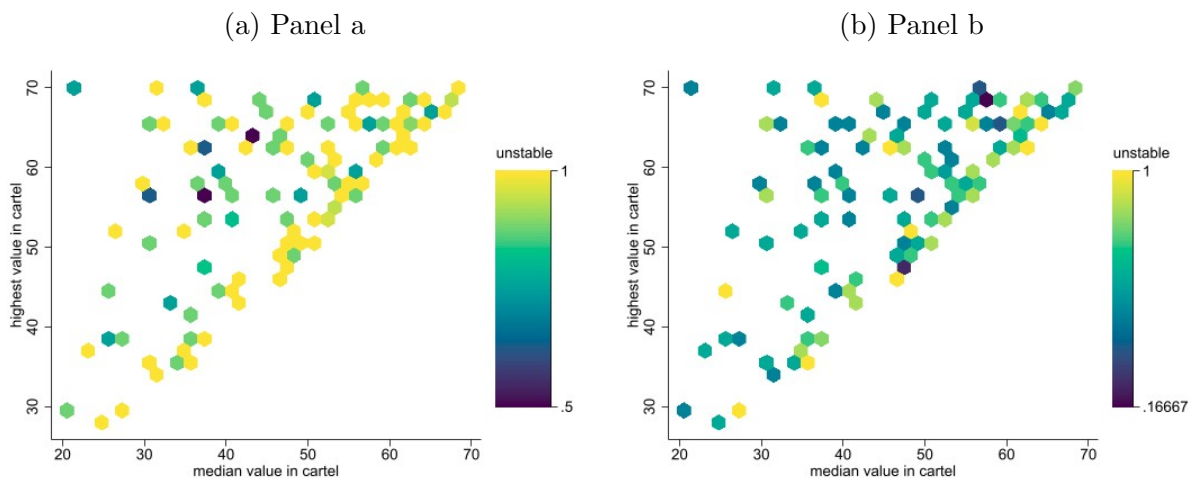 (a) Panel a
highest value in cartel
70
60
50
40
30
20 30 40 50 60 70
median value in cartel
unstable
1
.5
(b) Panel b
highest value in cartel
70
60
50
40
30
20 30 40 50 60 70
median value in cartel
unstable
1
.16667